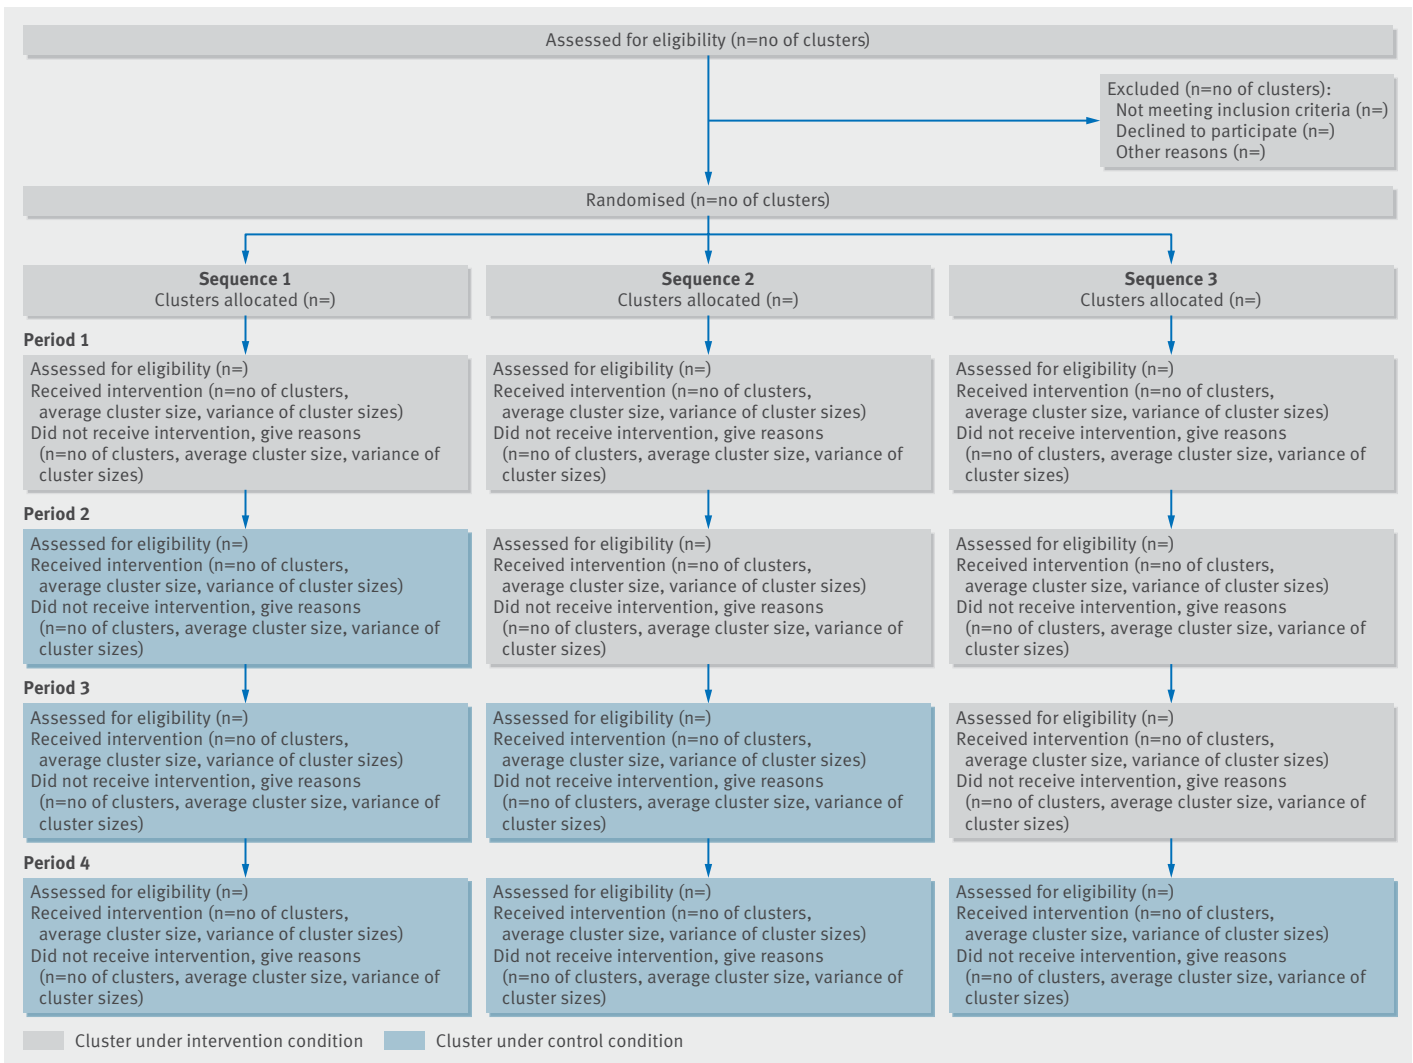 Assessed for eligibility (n=no of clusters)
Excluded (n=no of clusters):
Not meeting inclusion criteria (n=)
Declined to participate (n=)
Other reasons (n=)
Randomised (n=no of clusters)
Sequence 1
Clusters allocated (n=)
Sequence 2
Clusters allocated (n=)
Sequence 3
Clusters allocated (n=)
Period 1
Assessed for eligibility (n=)
Received intervention (n=no of clusters,
average cluster size, variance of cluster sizes)
Did not receive intervention, give reasons
(n=no of clusters, average cluster size, variance of
cluster sizes)
Assessed for eligibility (n=)
Received intervention (n=no of clusters,
average cluster size, variance of cluster sizes)
Did not receive intervention, give reasons
(n=no of clusters, average cluster size, variance of
cluster sizes)
Assessed for eligibility (n=)
Received intervention (n=no of clusters,
average cluster size, variance of cluster sizes)
Did not receive intervention, give reasons
(n=no of clusters, average cluster size, variance of
cluster sizes)
Period 2
Assessed for eligibility (n=)
Received intervention (n=no of clusters,
average cluster size, variance of cluster sizes)
Did not receive intervention, give reasons
(n=no of clusters, average cluster size, variance of
cluster sizes)
Assessed for eligibility (n=)
Received intervention (n=no of clusters,
average cluster size, variance of cluster sizes)
Did not receive intervention, give reasons
(n=no of clusters, average cluster size, variance of
cluster sizes)
Assessed for eligibility (n=)
Received intervention (n=no of clusters,
average cluster size, variance of cluster sizes)
Did not receive intervention, give reasons
(n=no of clusters, average cluster size, variance of
cluster sizes)
Period 3
Assessed for eligibility (n=)
Received intervention (n=no of clusters,
average cluster size, variance of cluster sizes)
Did not receive intervention, give reasons
(n=no of clusters, average cluster size, variance of
cluster sizes)
Assessed for eligibility (n=)
Received intervention (n=no of clusters,
average cluster size, variance of cluster sizes)
Did not receive intervention, give reasons
(n=no of clusters, average cluster size, variance of
cluster sizes)
Assessed for eligibility (n=)
Received intervention (n=no of clusters,
average cluster size, variance of cluster sizes)
Did not receive intervention, give reasons
(n=no of clusters, average cluster size, variance of
cluster sizes)
Period 4
Assessed for eligibility (n=)
Received intervention (n=no of clusters,
average cluster size, variance of cluster sizes)
Did not receive intervention, give reasons
(n=no of clusters, average cluster size, variance of
cluster sizes)
Assessed for eligibility (n=)
Received intervention (n=no of clusters,
average cluster size, variance of cluster sizes)
Did not receive intervention, give reasons
(n=no of clusters, average cluster size, variance of
cluster sizes)
Assessed for eligibility (n=)
Received intervention (n=no of clusters,
average cluster size, variance of cluster sizes)
Did not receive intervention, give reasons
(n=no of clusters, average cluster size, variance of
cluster sizes)
Cluster under intervention condition
Cluster under control condition